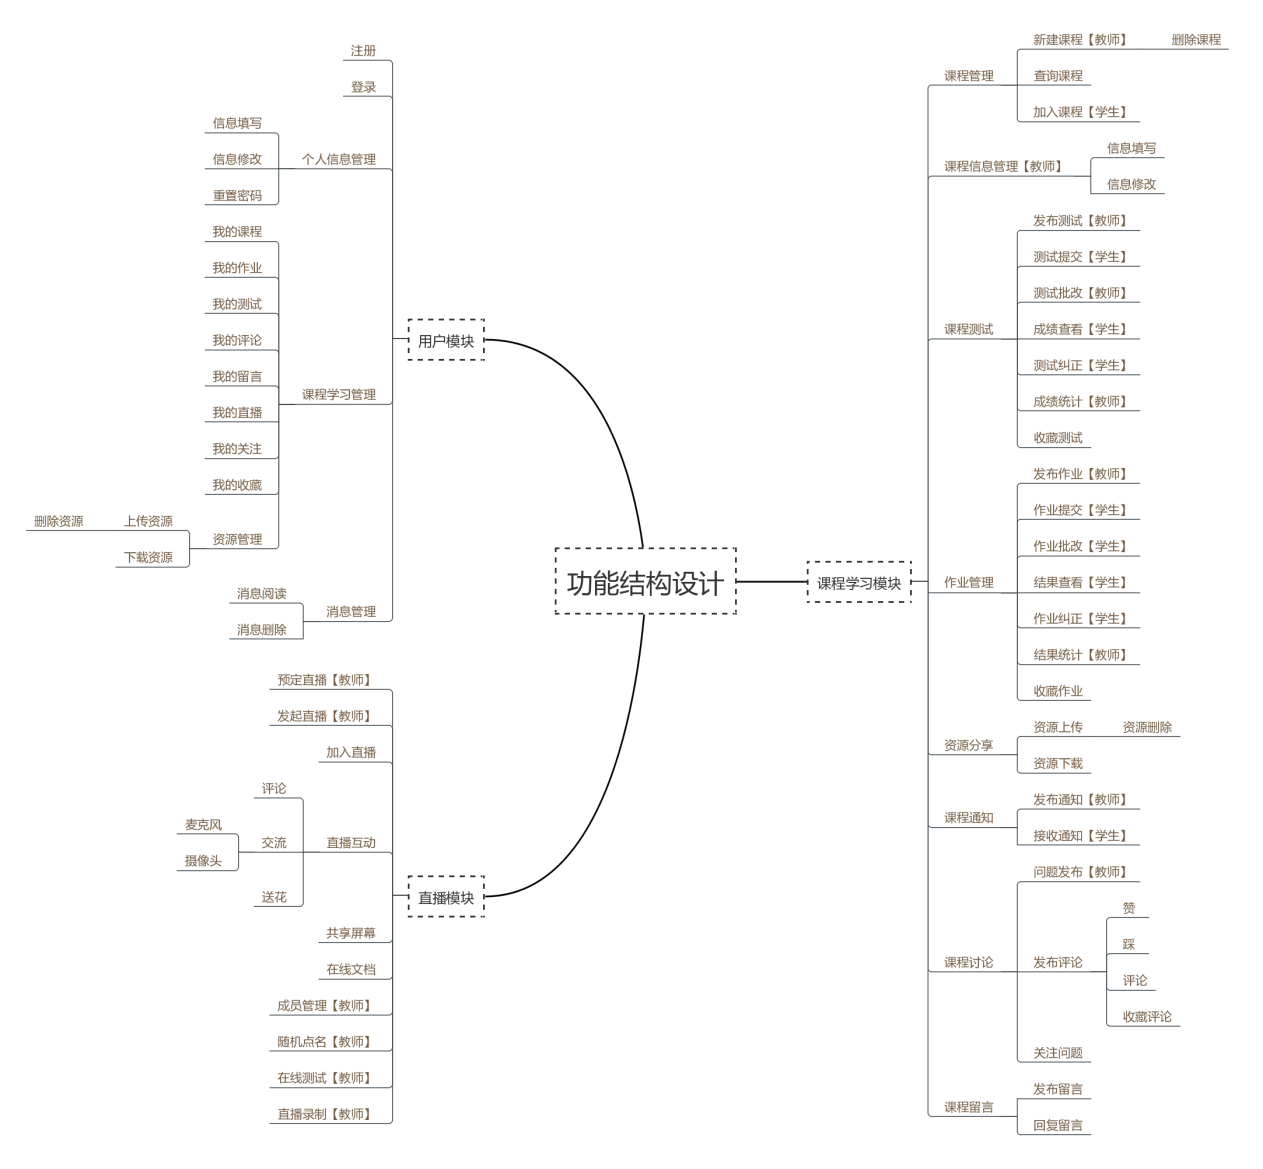 功能结构设计
用户模块
注册
登录
个人信息管理
信息填写
信息修改
重置密码
课程学习管理
我的课程
我的作业
我的测试
我的评论
我的留言
我的直播
我的关注
我的收藏
资源管理
上传资源
删除资源
下载资源
消息管理
消息阅读
消息删除
直播模块
预定直播【教师】
发起直播【教师】
加入直播
直播互动
评论
交流
麦克风
摄像头
送花
共享屏幕
在线文档
成员管理【教师】
随机点名【教师】
在线测试【教师】
直播录制【教师】
课程学习模块
课程管理
新建课程【教师】
删除课程
查询课程
加入课程【学生】
课程信息管理【教师】
信息填写
信息修改
课程测试
发布测试【教师】
测试提交【学生】
测试批改【教师】
成绩查看【学生】
测试纠正【学生】
成绩统计【教师】
收藏测试
作业管理
发布作业【教师】
作业提交【学生】
作业批改【学生】
结果查看【学生】
作业纠正【学生】
结果统计【教师】
收藏作业
资源分享
资源上传
资源删除
资源下载
课程通知
发布通知【教师】
接收通知【学生】
课程讨论
问题发布【教师】
发布评论
赞
踩
评论
收藏评论
关注问题
课程留言
发布留言
回复留言